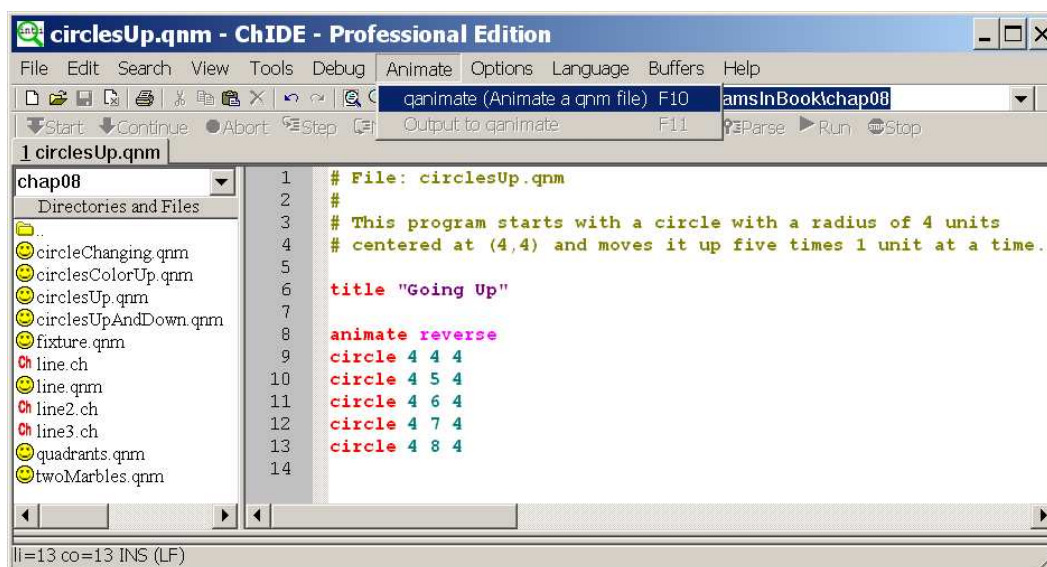 circlesUp.qnm - ChIDE - Professional Edition
File Edit Search View Tools Debug Animate Options Language Buffers Help
qanimate (Animate a qnm file) F10
amsInBook\chap08
Start Continue Abort Step
Output to qanimate F11
Parse Run Stop
1 circlesUp.qnm
chap08
Directories and Files
..
circleChanging.qnm
circlesColorUp.qnm
circlesUp.qnm
circlesUpAndDown.qnm
fixture.qnm
Ch line.ch
line.qnm
Ch line2.ch
Ch line3.ch
quadrants.qnm
twoMarbles.qnm
1 # File: circlesUp.qnm
2 #
3 # This program starts with a circle with a radius of 4 units
4 # centered at (4,4) and moves it up five times 1 unit at a time.
5
6 title "Going Up"
7
8 animate reverse
9 circle 4 4 4
10 circle 4 5 4
11 circle 4 6 4
12 circle 4 7 4
13 circle 4 8 4
14
li=13 co=13 INS (LF)